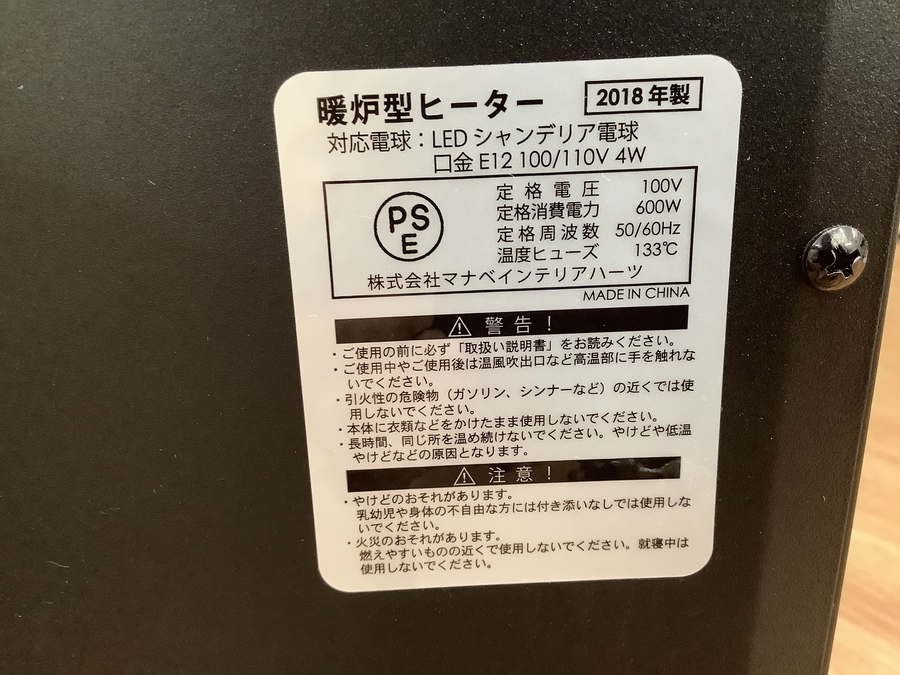 暖炉型ヒーター 2018年製
対応電球：LEDシャンデリア電球
口金 E12 100/110V 4W
PS
E
定格電圧 100V
定格消費電力 600W
定格周波数 50/60Hz
温度ヒューズ 133℃
株式会社マナベインテリアハーツ
MADE IN CHINA
⚠ 警告！
・ご使用の前に必ず「取扱い説明書」をお読みください。
・ご使用中やご使用後は温風吹出口など高温部に手を触れな
いでください。
・引火性の危険物（ガソリン、シンナーなど）の近くでは使
用しないでください。
・本体に衣類などをかけたまま使用しないでください。
・長時間、同じ所を温め続けないでください。やけどや低温
やけどなどの原因となります。
⚠ 注意！
・やけどのおそれがあります。
乳幼児や身体の不自由な方には付き添いなしでは使用しな
いでください。
・火災のおそれがあります。
燃えやすいものの近くで使用しないでください。就寝中は
使用しないでください。